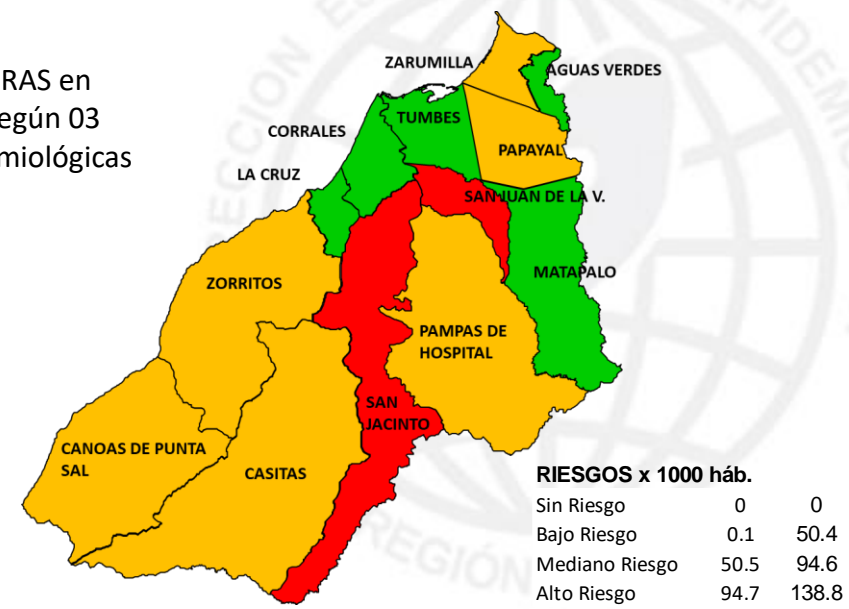 RAS en
egún 03
miológicas
ZARUMILLA
AGUAS VERDES
CORRALES
TUMBES
PAPAYAL
LA CRUZ
SAN JUAN DE LA V.
ZORRITOS
MATAPALO
PAMPAS DE
HOSPITAL
SAN
JACINTO
CANOAS DE PUNTA
SAL
CASITAS
RIESGOS x 1000 háb.
Sin Riesgo 0 0
Bajo Riesgo 0.1 50.4
Mediano Riesgo 50.5 94.6
Alto Riesgo 94.7 138.8
REGIÓN